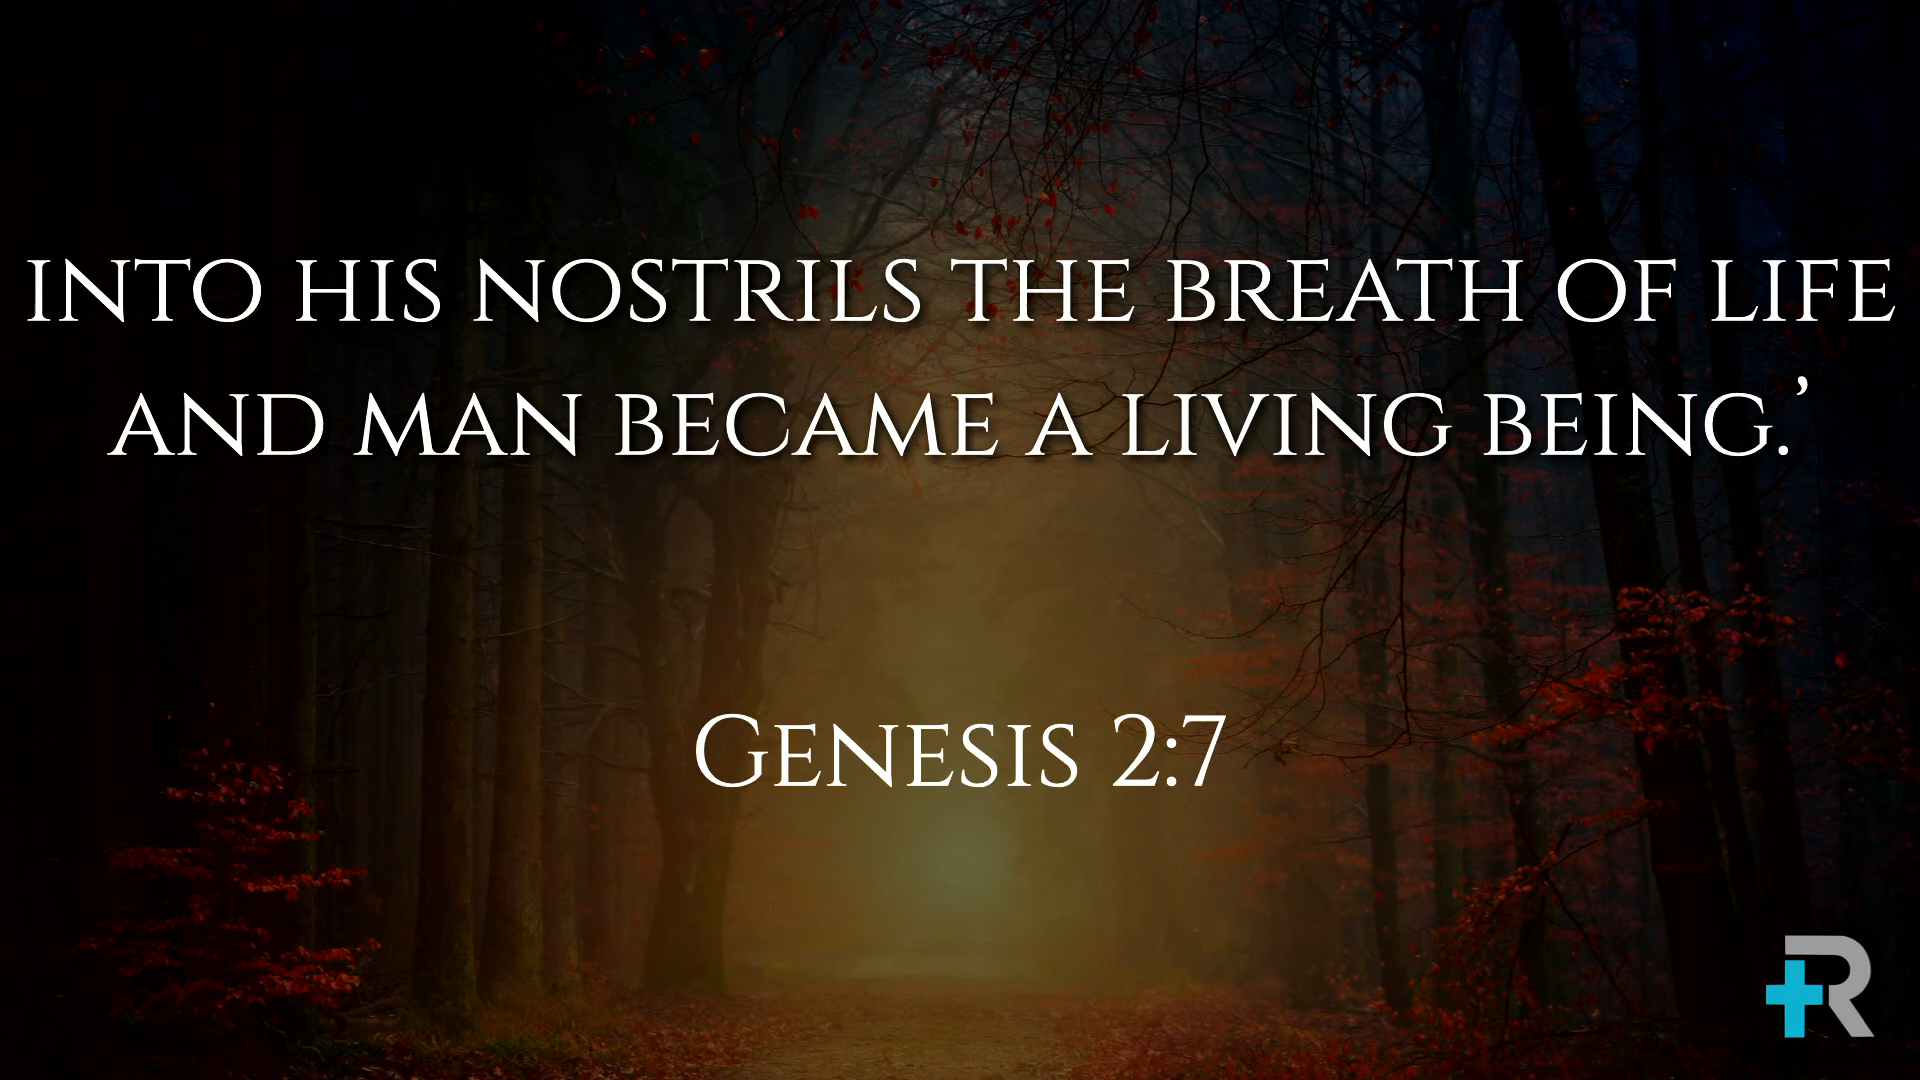 into his nostrils the breath of life
and man became a living being.’
Genesis 2:7
R